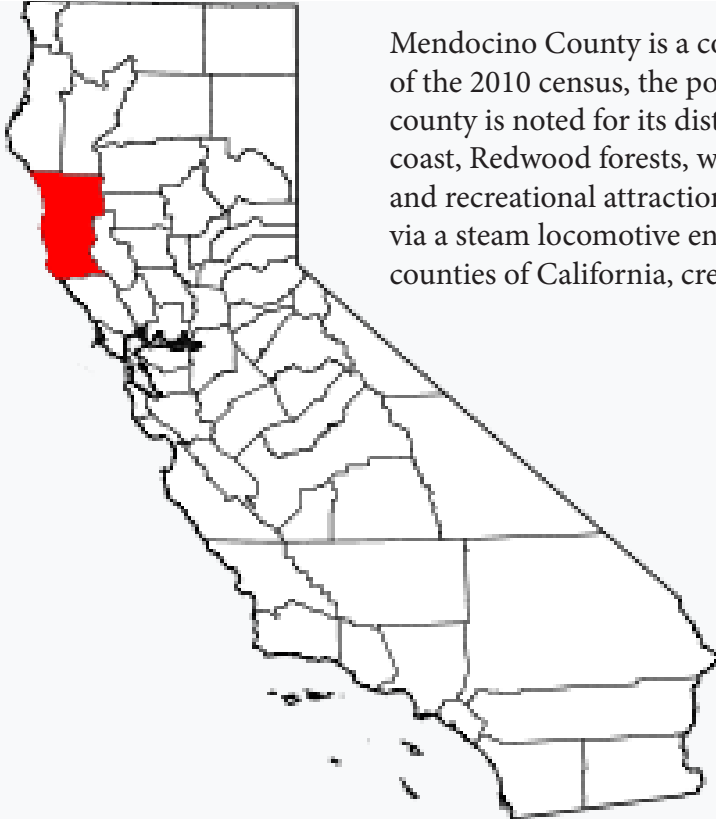 Mendocino County is a co
of the 2010 census, the po
county is noted for its dist
coast, Redwood forests, w
and recreational attraction
via a steam locomotive en
counties of California, cre